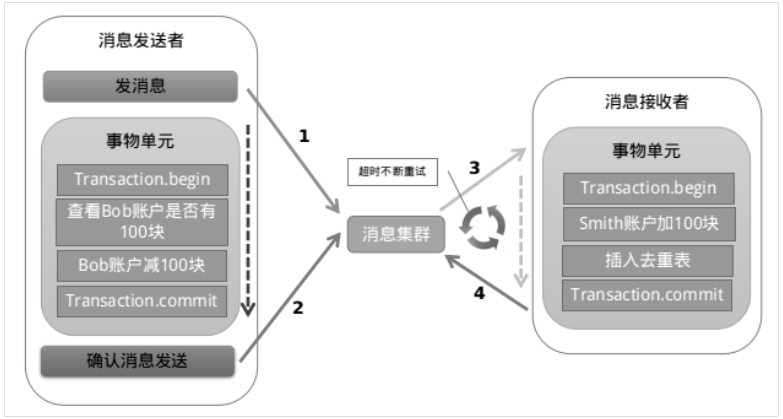 消息发送者
发消息
事物单元
Transaction.begin
查看Bob账户是否有
100块
Bob账户减100块
Transaction.commit
确认消息发送
1
2
超时不断重试
消息集群
3
4
消息接收者
事物单元
Transaction.begin
Smith账户加100块
插入去重表
Transaction.commit